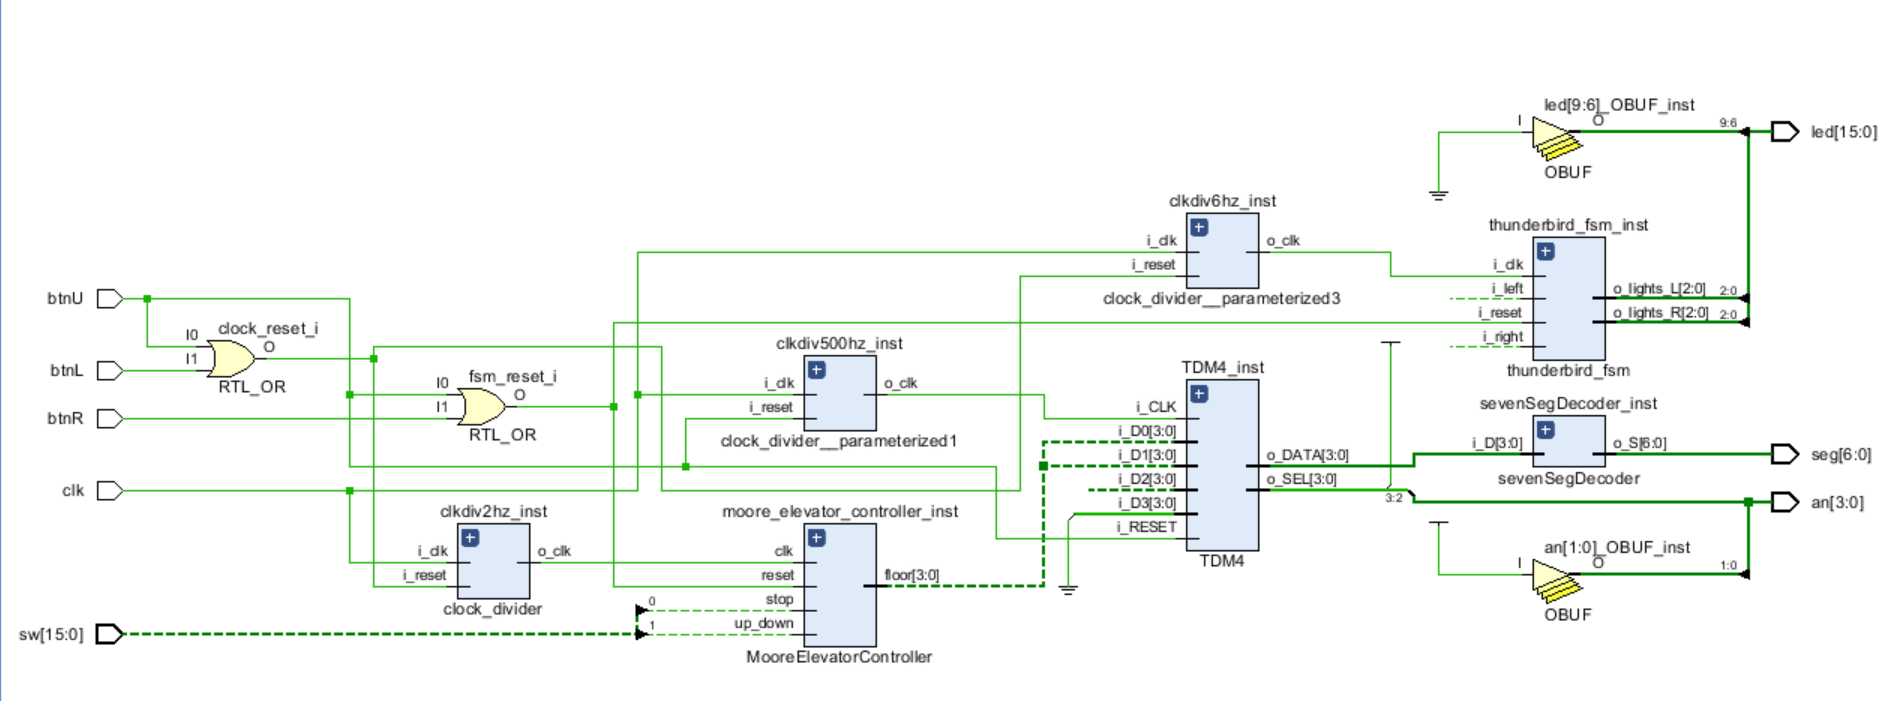 led[9:6]_OBUF_inst
I
O
9:6
led[15:0]
OBUF
clkdiv6hz_inst
i_clk
o_clk
i_reset
clock_divider__parameterized3
thunderbird_fsm_inst
i_clk
i_left
i_reset
i_right
o_lights_L[2:0]
2:0
o_lights_R[2:0]
2:0
thunderbird_fsm
btnU
clock_reset_i
I0
I1
O
RTL_OR
btnL
btnR
fsm_reset_i
I0
I1
O
RTL_OR
clkdiv500hz_inst
i_clk
o_clk
i_reset
clock_divider__parameterized1
TDM4_inst
i_CLK
i_D0[3:0]
i_D1[3:0]
i_D2[3:0]
i_D3[3:0]
i_RESET
o_DATA[3:0]
o_SEL[3:0]
3:2
TDM4
sevenSegDecoder_inst
i_D[3:0]
o_S[6:0]
sevenSegDecoder
seg[6:0]
an[3:0]
clk
clkdiv2hz_inst
i_clk
o_clk
i_reset
clock_divider
moore_elevator_controller_inst
clk
reset
stop
up_down
floor[3:0]
MooreElevatorController
an[1:0]_OBUF_inst
I
O
1:0
OBUF
sw[15:0]
0
1